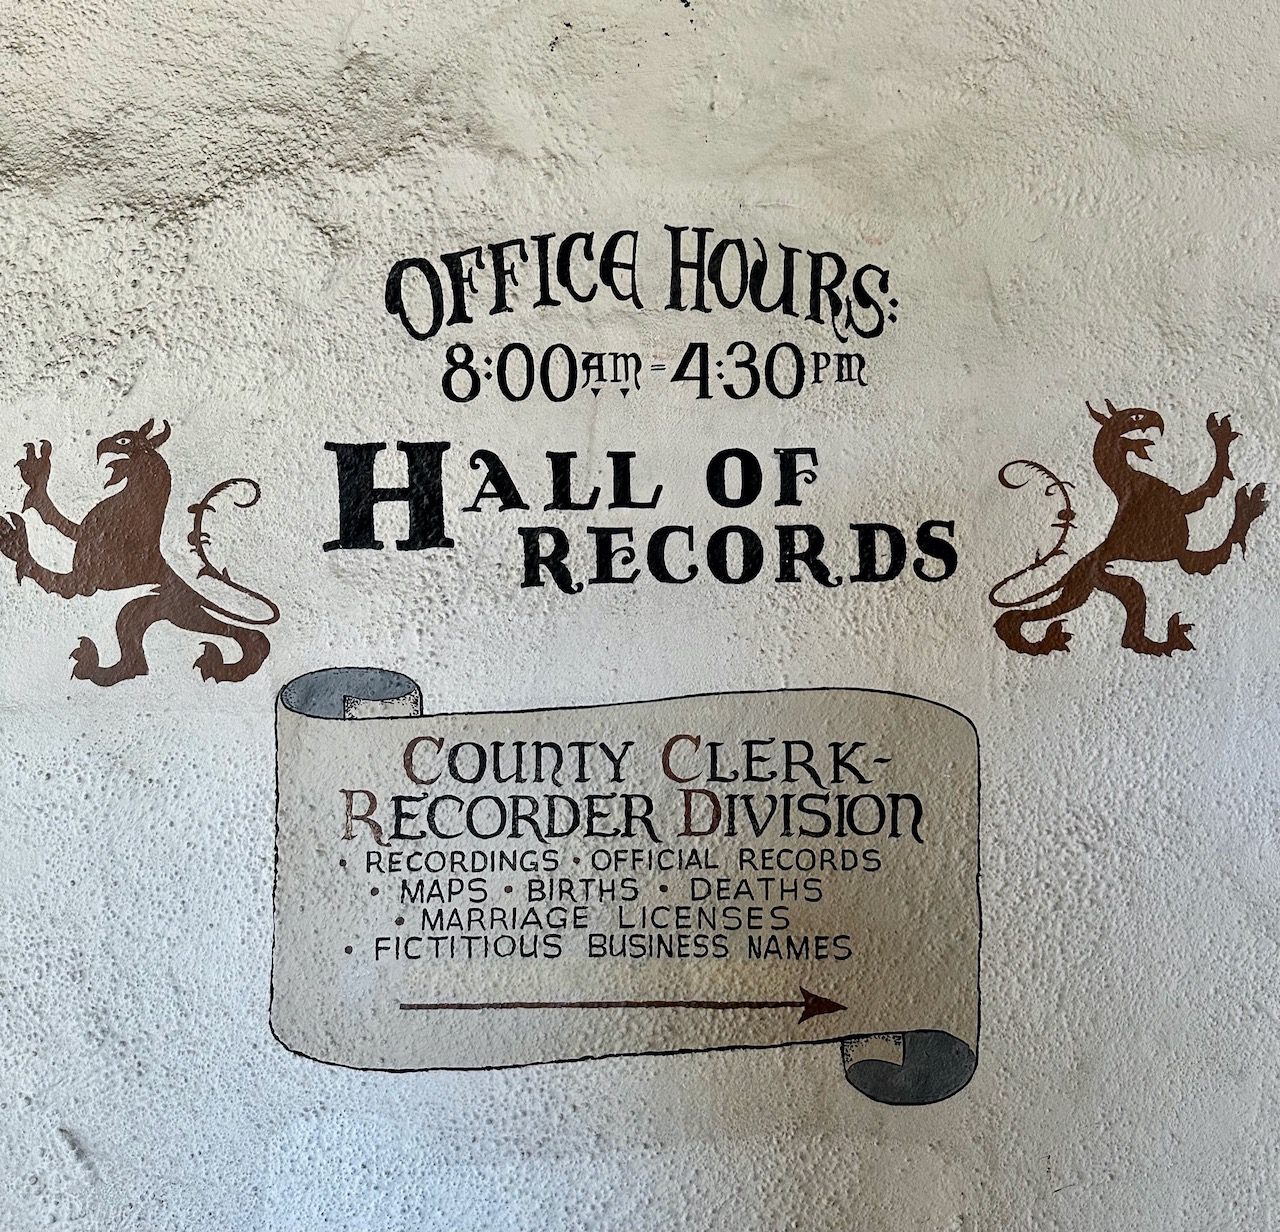 OFFICE HOURS:
8:00AM-4:30PM
HALL OF
RECORDS
COUNTY CLERK-
RECORDER DIVISION
• RECORDINGS • OFFICIAL RECORDS
• MAPS • BIRTHS • DEATHS
• MARRIAGE LICENSES
• FICTITIOUS BUSINESS NAMES